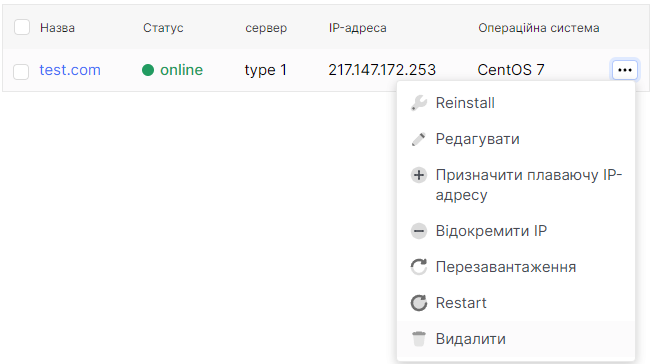 Назва Статус сервер IP-адреса Операційна система
test.com online type 1 217.147.172.253 CentOS 7
Reinstall
Редагувати
Призначити плаваючу IP-
адресу
Відокремити IP
Перезавантаження
Restart
Видалити